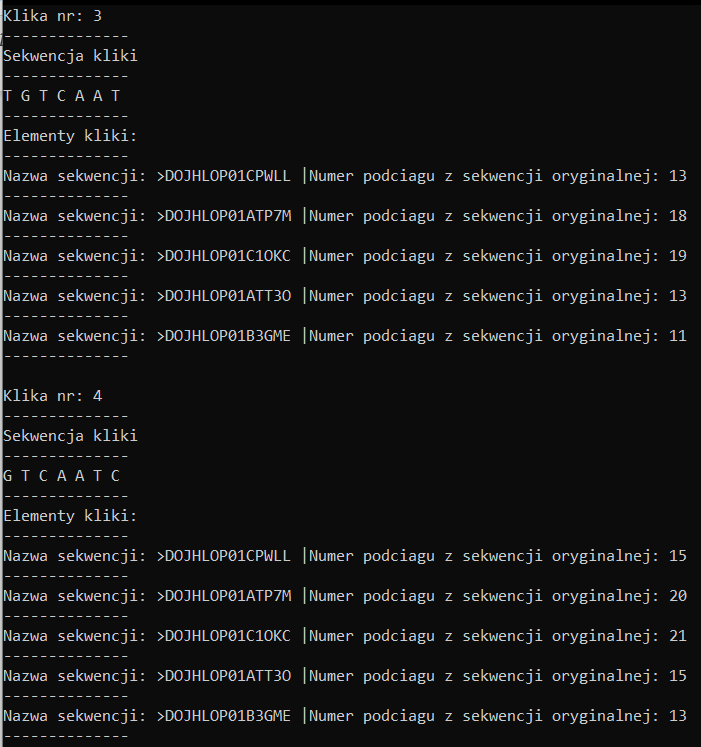 Klika nr: 3
--------------
Sekwencja kliki
--------------
T G T C A A T
--------------
Elementy kliki:
--------------
Nazwa sekwencji: >DOJHLOP01CPWLL |Numer podciagu z sekwencji oryginalnej: 13
--------------
Nazwa sekwencji: >DOJHLOP01ATP7M |Numer podciagu z sekwencji oryginalnej: 18
--------------
Nazwa sekwencji: >DOJHLOP01C1OKC |Numer podciagu z sekwencji oryginalnej: 19
--------------
Nazwa sekwencji: >DOJHLOP01ATT3O |Numer podciagu z sekwencji oryginalnej: 13
--------------
Nazwa sekwencji: >DOJHLOP01B3GME |Numer podciagu z sekwencji oryginalnej: 11
--------------
Klika nr: 4
--------------
Sekwencja kliki
--------------
G T C A A T C
--------------
Elementy kliki:
--------------
Nazwa sekwencji: >DOJHLOP01CPWLL |Numer podciagu z sekwencji oryginalnej: 15
--------------
Nazwa sekwencji: >DOJHLOP01ATP7M |Numer podciagu z sekwencji oryginalnej: 20
--------------
Nazwa sekwencji: >DOJHLOP01C1OKC |Numer podciagu z sekwencji oryginalnej: 21
--------------
Nazwa sekwencji: >DOJHLOP01ATT3O |Numer podciagu z sekwencji oryginalnej: 15
--------------
Nazwa sekwencji: >DOJHLOP01B3GME |Numer podciagu z sekwencji oryginalnej: 13
--------------